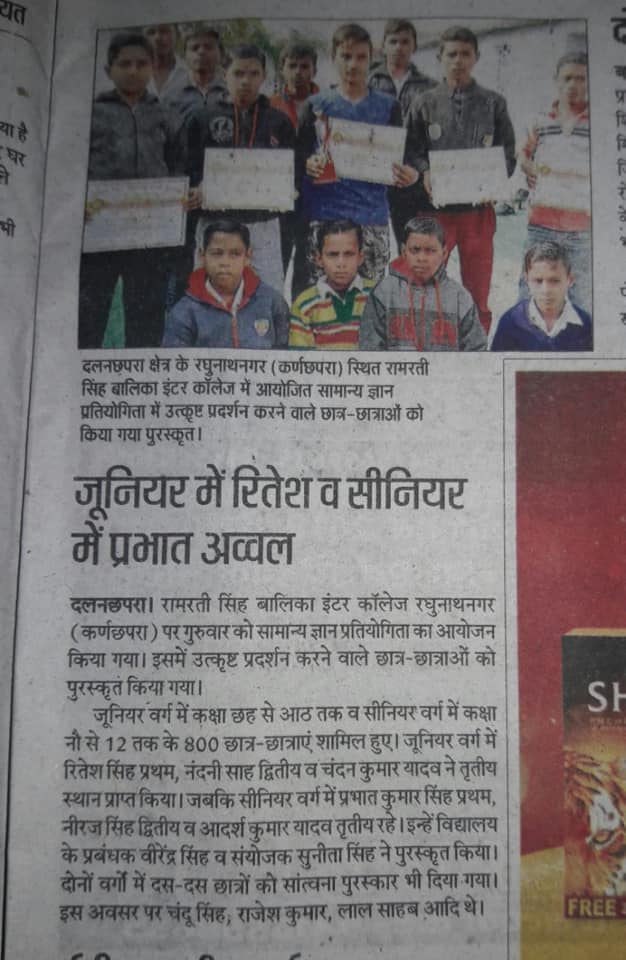 यत
या है
घर
भी
दलनछपरा क्षेत्र के रघुनाथनगर (कर्णछपरा) स्थित रामरती
सिंह बालिका इंटर कॉलेज में आयोजित सामान्य ज्ञान
प्रतियोगिता में उत्कृष्ट प्रदर्शन करने वाले छात्र-छात्राओं को
किया गया पुरस्कृत।
जूनियर में रितेश व सीनियर
में प्रभात अव्वल
दलनछपरा। रामरती सिंह बालिका इंटर कॉलेज रघुनाथनगर
(कर्णछपरा) पर गुरुवार को सामान्य ज्ञान प्रतियोगिता का आयोजन
किया गया। इसमें उत्कृष्ट प्रदर्शन करने वाले छात्र-छात्राओं को
पुरस्कृत किया गया।
जूनियर वर्ग में कक्षा छह से आठ तक व सीनियर वर्ग में कक्षा
नौ से 12 तक के 800 छात्र-छात्राएं शामिल हुए। जूनियर वर्ग में
रितेश सिंह प्रथम, नंदनी साह द्वितीय व चंदन कुमार यादव ने तृतीय
स्थान प्राप्त किया। जबकि सीनियर वर्ग में प्रभात कुमार सिंह प्रथम,
नीरज सिंह द्वितीय व आदर्श कुमार यादव तृतीय रहे। इन्हें विद्यालय
के प्रबंधक वीरेंद्र सिंह व संयोजक सुनीता सिंह ने पुरस्कृत किया।
दोनों वर्गों में दस-दस छात्रों को सांत्वना पुरस्कार भी दिया गया।
इस अवसर पर चंदू सिंह, राजेश कुमार, लाल साहब आदि थे।
SH
FREE